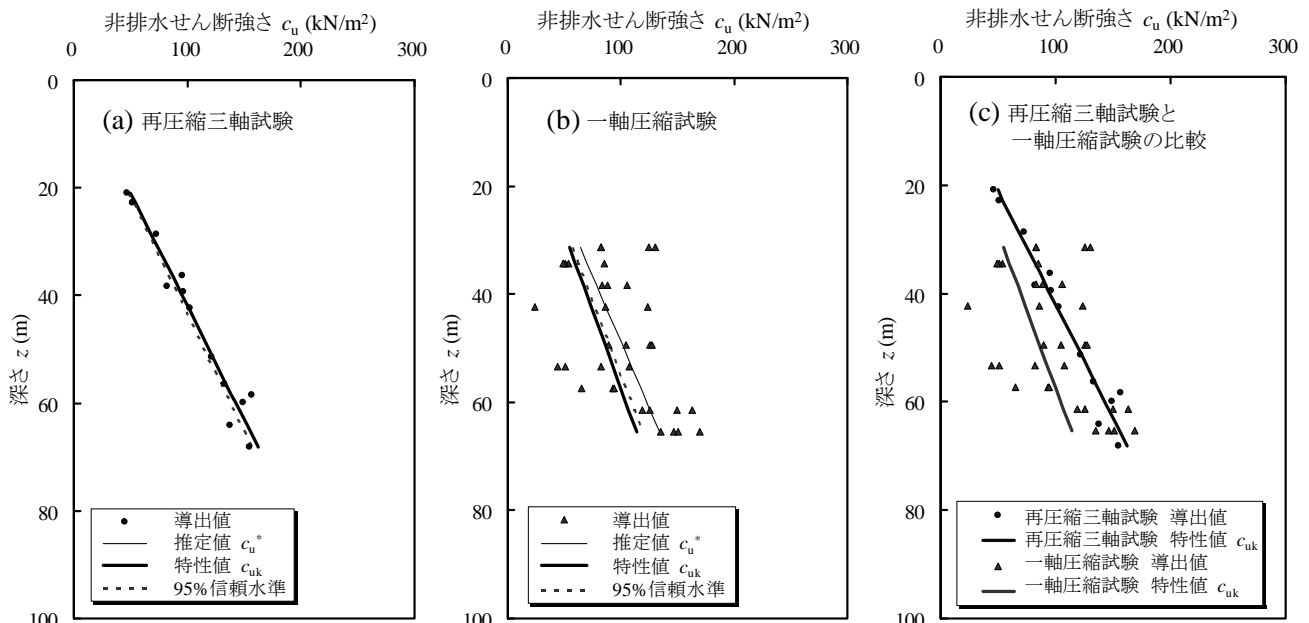 非排水せん断強さ cu (kN/m²)
0 100 200 300
0
20
40
60
80
100
深さ z (m)
(a) 再圧縮三軸試験
導出値
推定値 cu*
特性値 cuk
95%信頼水準
非排水せん断強さ cu (kN/m²)
0 100 200 300
0
20
40
60
80
100
深さ z (m)
(b) 一軸圧縮試験
導出値
推定値 cu*
特性値 cuk
95%信頼水準
非排水せん断強さ cu (kN/m²)
0 100 200 300
0
20
40
60
80
100
深さ z (m)
(c) 再圧縮三軸試験と
一軸圧縮試験の比較
再圧縮三軸試験 導出値
再圧縮三軸試験 特性値 cuk
一軸圧縮試験 導出値
一軸圧縮試験 特性値 cuk